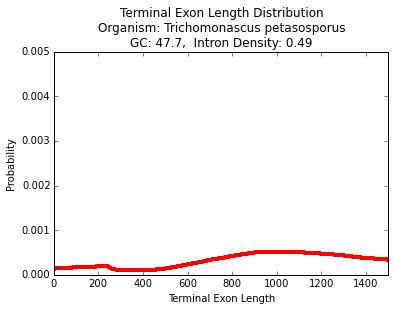 Terminal Exon Length Distribution
Organism: Trichomonascus petasosporus
GC: 47.7,  Intron Density: 0.49
0.005
0.004
0.003
0.002
0.001
0.000
Probability
0 200 400 600 800 1000 1200 1400
Terminal Exon Length